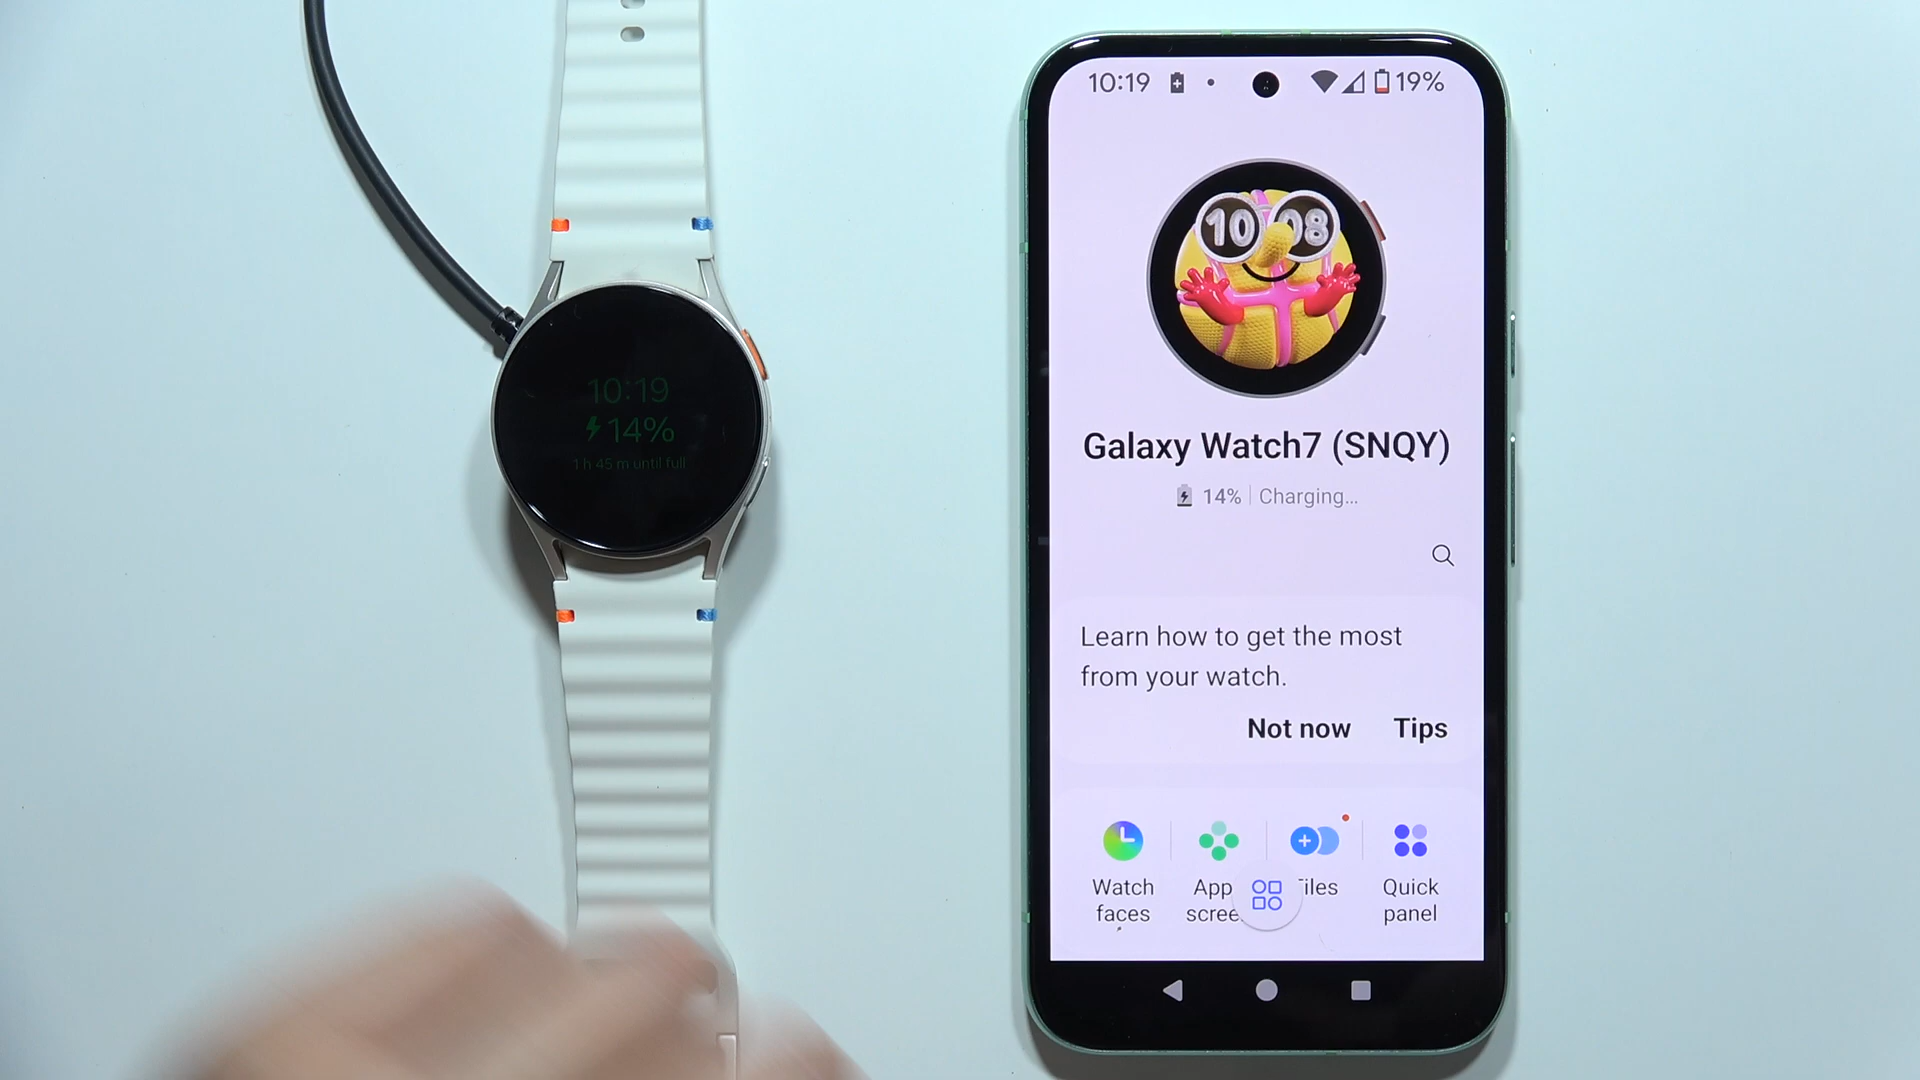 10:19
14%
1 h 45 m until full
10:19
19%
10 08
Galaxy Watch7 (SNQY)
14% | Charging...
Learn how to get the most
from your watch.
Not now
Tips
Watch
faces
App
scree
iles
Quick
panel